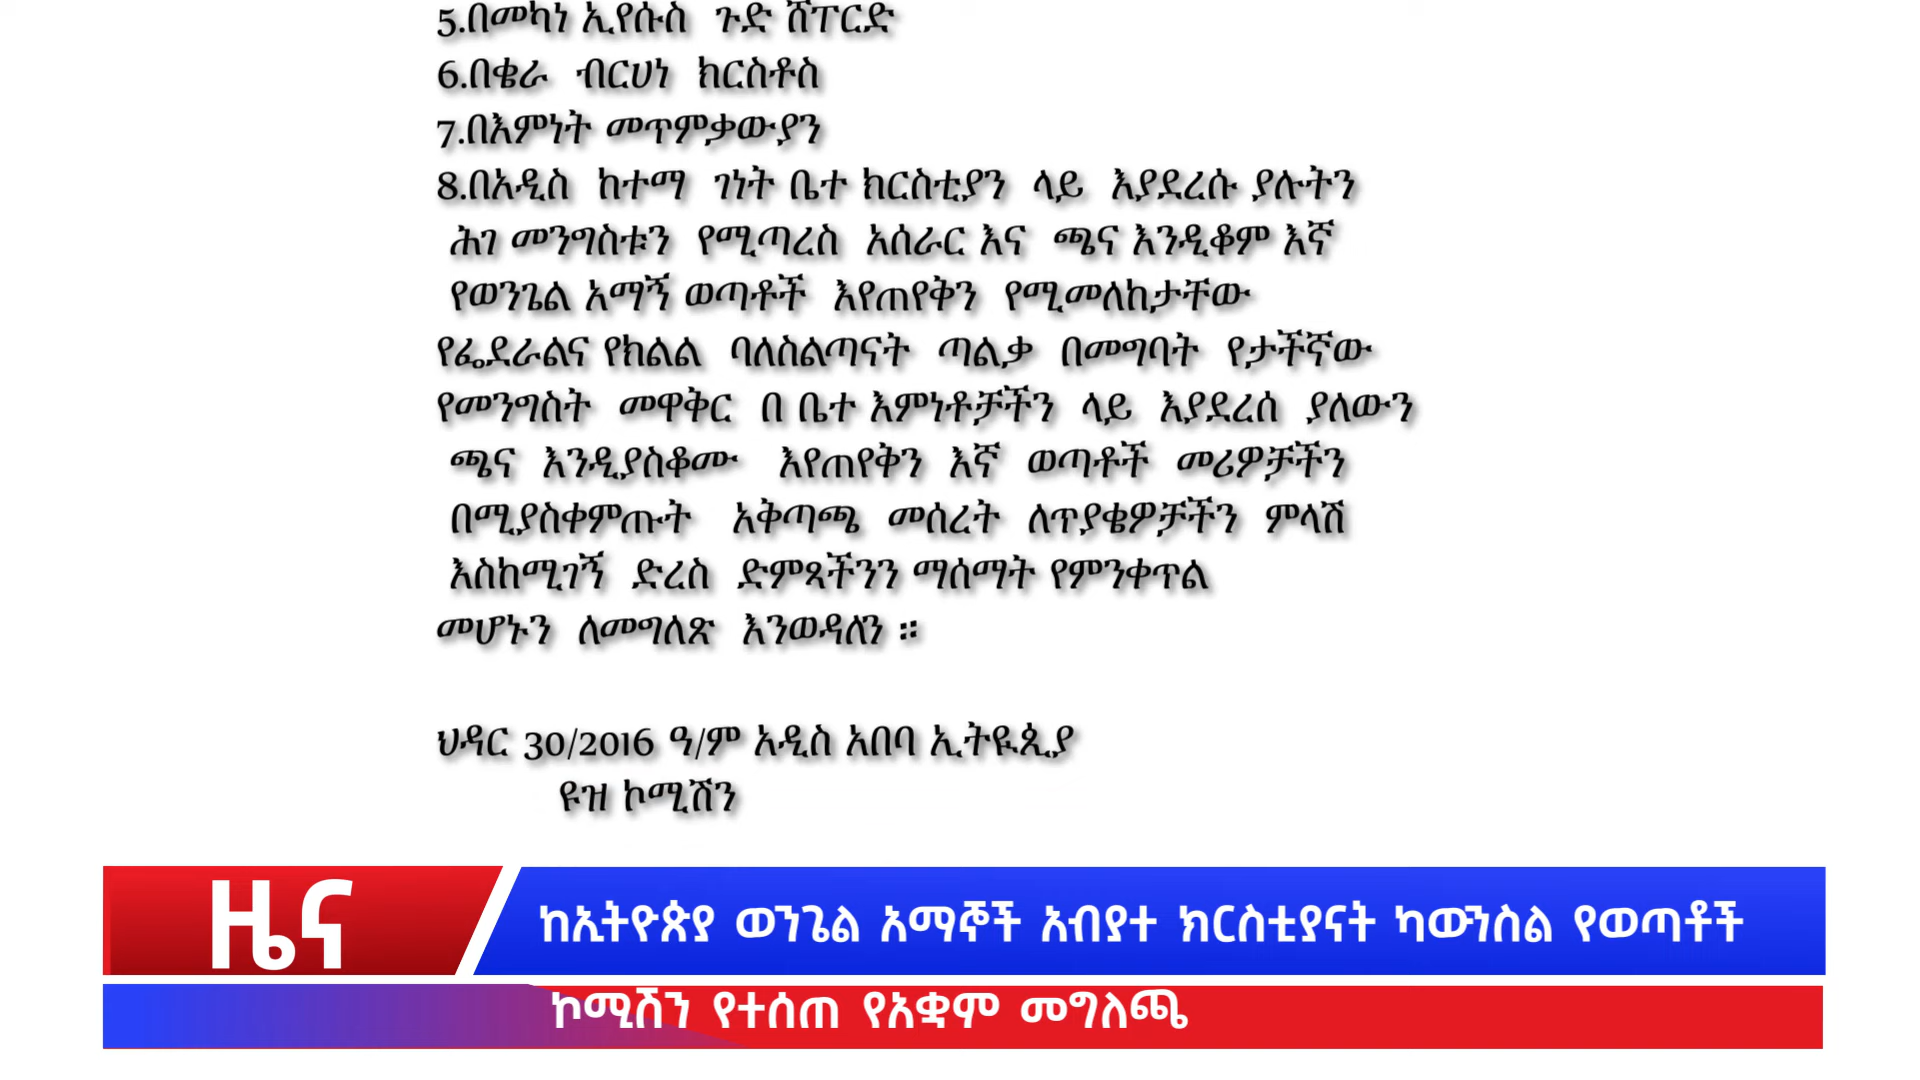 5.በመካነ ኢየሱስ ጉድ ሸፐርድ
6.በቄራ ብርሀነ ክርስቶስ
7.በእምነት መጥምቃውያን
8.በአዲስ ከተማ ገነት ቤተ ክርስቲያን ላይ እያደረሱ ያሉትን
ሕገ መንግስቱን የሚጣረስ አሰራር እና ጫና እንዲቆም እኛ
የወንጌል አማኝ ወጣቶች እየጠየቅን የሚመለከታቸው
የፌደራልና የክልል ባለስልጣናት ጣልቃ በመግባት የታችኛው
የመንግስት መዋቅር በ ቤተ እምነቶቻችን ላይ እያደረሰ ያለውን
ጫና እንዲያስቆሙ እየጠየቅን እኛ ወጣቶች መሪዎቻችን
በሚያስቀምጡት አቅጣጫ መሰረት ለጥያቄዎቻችን ምላሽ
እስከሚገኝ ድረስ ድምጻችንን ማሰማት የምንቀጥል
መሆኑን ለመግለጽ እንወዳለን ።
ህዳር 30/2016 ዓ/ም አዲስ አበባ ኢትዪጲያ
ዩዝ ኮሚሽን
ዜና
ከኢትዮጵያ ወንጌል አማኞች አብያተ ክርስቲያናት ካውንስል የወጣቶች
ኮሚሽን የተሰጠ የአቋም መግለጫ